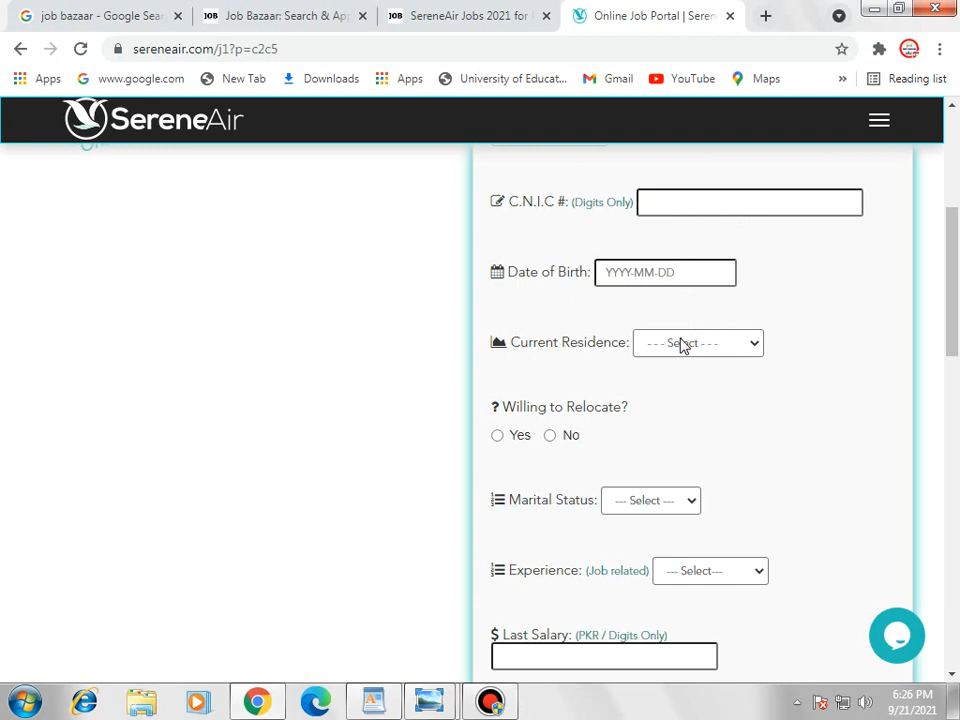 job bazaar - Google Sear
Job Bazaar: Search & Ap
SereneAir Jobs 2021 for
Online Job Portal | Seren
sereneair.com/j1?p=c2c5
Apps
www.google.com
New Tab
Downloads
Apps
University of Educat...
Gmail
YouTube
Maps
»
Reading list
SereneAir
C.N.I.C #: (Digits Only)
Date of Birth: YYYY-MM-DD
Current Residence: - - - Select - - -
? Willing to Relocate?
Yes No
Marital Status: --- Select ---
Experience: (Job related) --- Select---
$ Last Salary: (PKR / Digits Only)
6:26 PM
9/21/2021